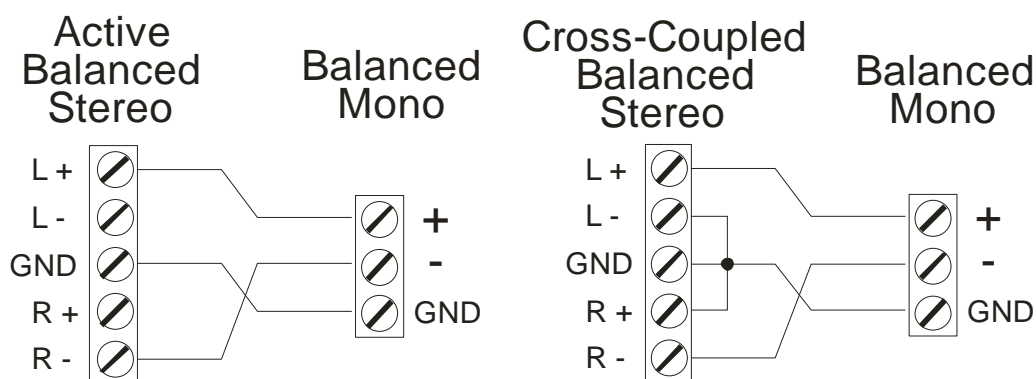 Active
Balanced
Stereo
Balanced
Mono
L +
L -
GND
R +
R -
+
-
GND
Cross-Coupled
Balanced
Stereo
Balanced
Mono
L +
L -
GND
R +
R -
+
-
GND